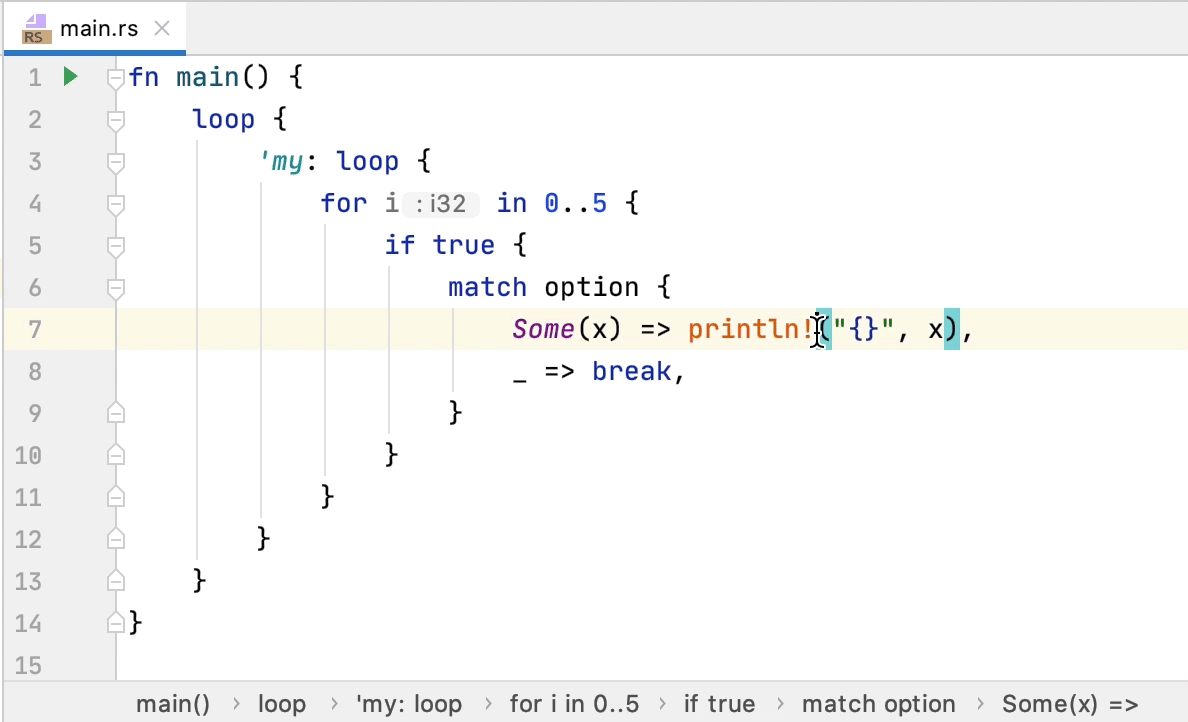 RS main.rs
1 fn main() {
2 loop {
3 'my: loop {
4 for i : i32 in 0..5 {
5 if true {
6 match option {
7 Some(x) => println!("{}", x),
8 _ => break,
9 }
10 }
11 }
12 }
13 }
14 }
15
main() › loop › 'my: loop › for i in 0..5 › if true › match option › Some(x) =>